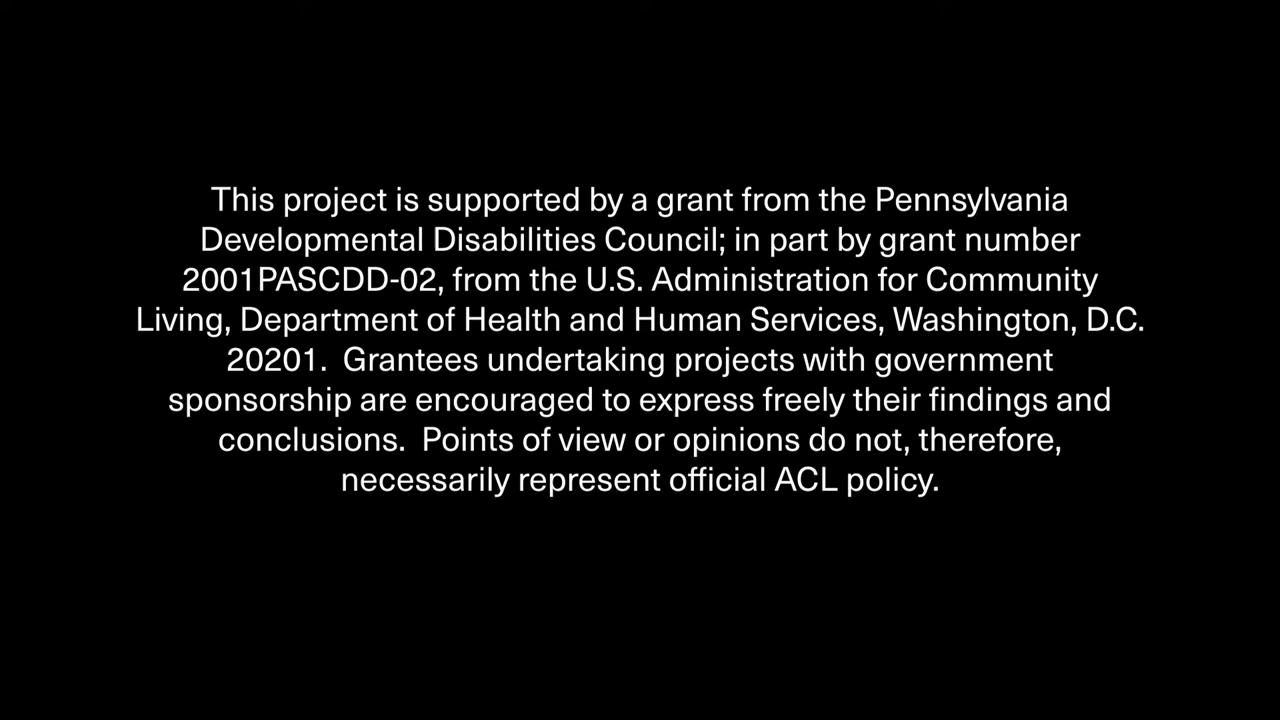 This project is supported by a grant from the Pennsylvania
Developmental Disabilities Council; in part by grant number
2001PASCDD-02, from the U.S. Administration for Community
Living, Department of Health and Human Services, Washington, D.C.
20201.  Grantees undertaking projects with government
sponsorship are encouraged to express freely their findings and
conclusions.  Points of view or opinions do not, therefore,
necessarily represent official ACL policy.